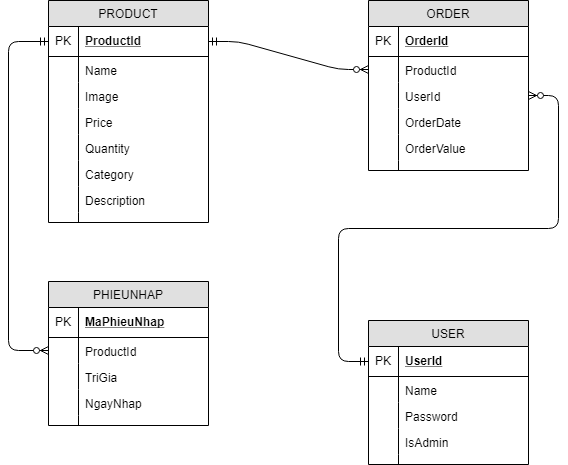 PRODUCT
PK ProductId
Name
Image
Price
Quantity
Category
Description
ORDER
PK OrderId
ProductId
UserId
OrderDate
OrderValue
PHIEUNHAP
PK MaPhieuNhap
ProductId
TriGia
NgayNhap
USER
PK UserId
Name
Password
IsAdmin